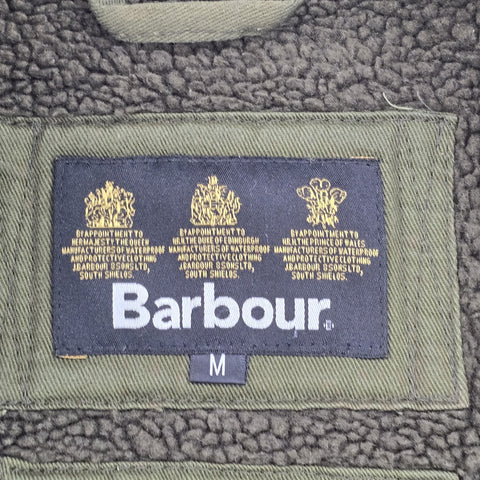 BY APPOINTMENT TO
HER MAJESTY THE QUEEN
MANUFACTURERS OF WATERPROOF
AND PROTECTIVE CLOTHING
J.BARBOUR & SONS LTD,
SOUTH SHIELDS.
BY APPOINTMENT TO
H.R.H. THE DUKE OF EDINBURGH
MANUFACTURERS OF WATERPROOF
AND PROTECTIVE CLOTHING
J.BARBOUR & SONS LTD,
SOUTH SHIELDS.
BY APPOINTMENT TO
H.R.H. THE PRINCE OF WALES
MANUFACTURERS OF WATERPROOF
AND PROTECTIVE CLOTHING
J.BARBOUR & SONS LTD,
SOUTH SHIELDS.
Barbour.®
M